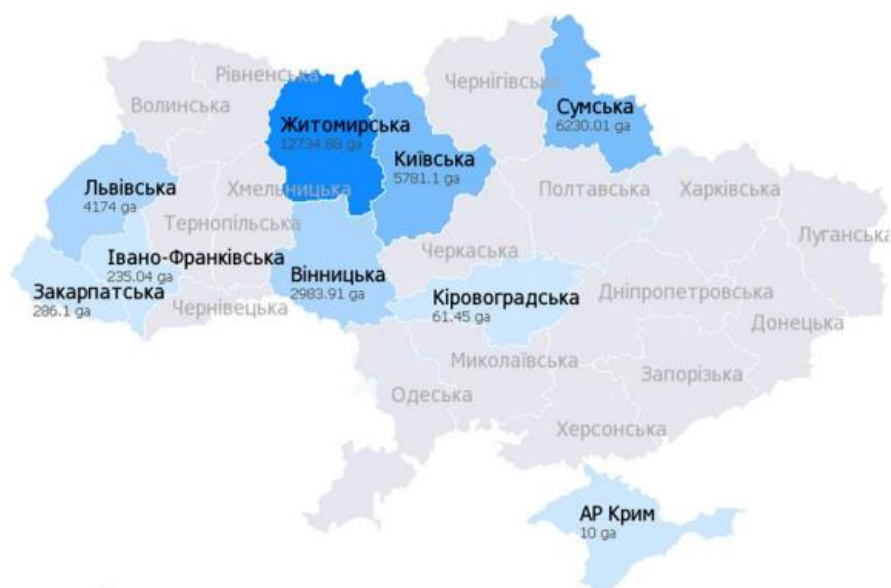 Рівненська
Чернігівська
Волинська
Сумська
6230.01 ga
Житомирська
12734.88 ga
Київська
5781.1 ga
Львівська
4174 ga
Хмельницька
Полтавська
Харківська
Тернопільська
Луганська
Черкаська
Івано-Франківська
235.04 ga
Вінницька
2983.91 ga
Закарпатська
286.1 ga
Чернівецька
Кіровоградська
61.45 ga
Дніпропетровська
Донецька
Миколаївська
Запорізька
Одеська
Херсонська
АР Крим
10 ga